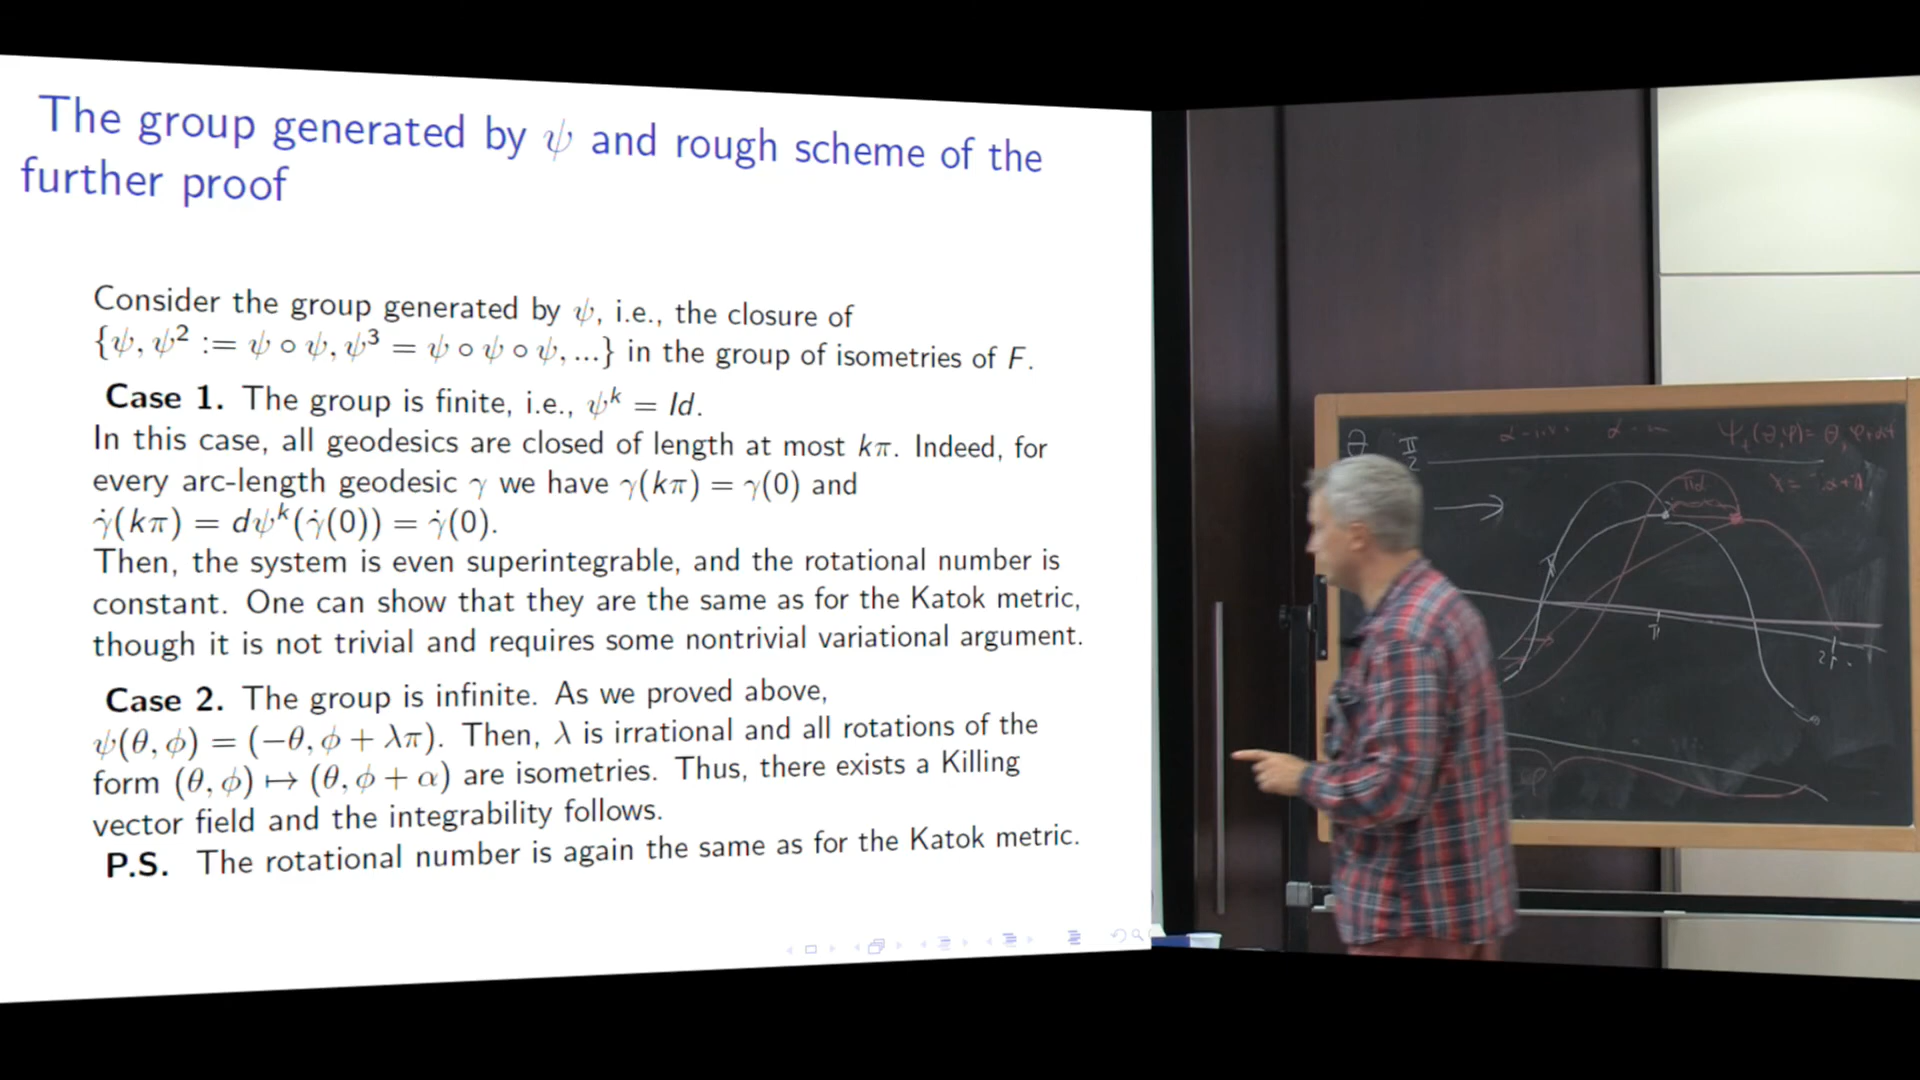 The group generated by ψ and rough scheme of the
further proof
Consider the group generated by ψ, i.e., the closure of
{ψ, ψ² := ψ ∘ ψ, ψ³ = ψ ∘ ψ ∘ ψ, ...} in the group of isometries of F.
Case 1. The group is finite, i.e., ψᵏ = Id.
In this case, all geodesics are closed of length at most kπ. Indeed, for
every arc-length geodesic γ we have γ(kπ) = γ(0) and
γ̇(kπ) = dψᵏ(γ̇(0)) = γ̇(0).
Then, the system is even superintegrable, and the rotational number is
constant. One can show that they are the same as for the Katok metric,
though it is not trivial and requires some nontrivial variational argument.
Case 2. The group is infinite. As we proved above,
ψ(θ, ϕ) = (−θ, ϕ + λπ). Then, λ is irrational and all rotations of the
form (θ, ϕ) ↦ (θ, ϕ + α) are isometries. Thus, there exists a Killing
vector field and the integrability follows.
P.S. The rotational number is again the same as for the Katok metric.
θ
π/2
π